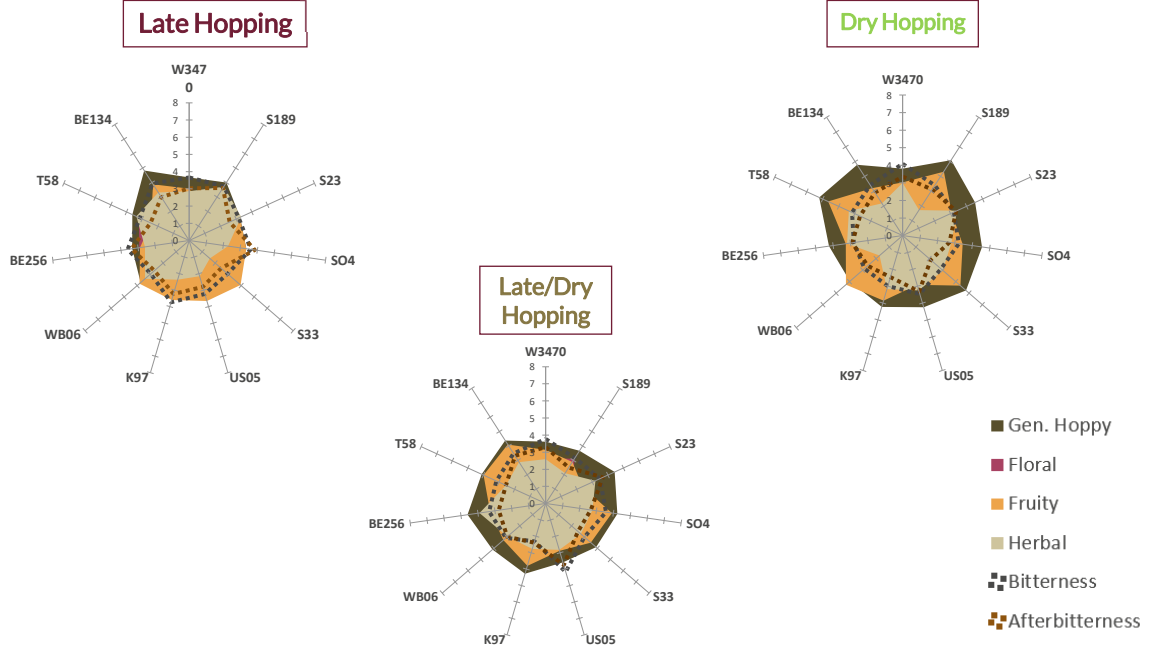 Late Hopping
W347
0
8
7
6
5
4
3
2
1
0
S189
S23
SO4
S33
US05
K97
WB06
BE256
T58
BE134
Dry Hopping
W3470
8
7
6
5
4
3
2
1
0
S189
S23
SO4
S33
US05
K97
WB06
BE256
T58
BE134
Late/Dry
Hopping
W3470
8
7
6
5
4
3
2
1
0
S189
S23
SO4
S33
US05
K97
WB06
BE256
T58
BE134
Gen. Hoppy
Floral
Fruity
Herbal
Bitterness
Afterbitterness